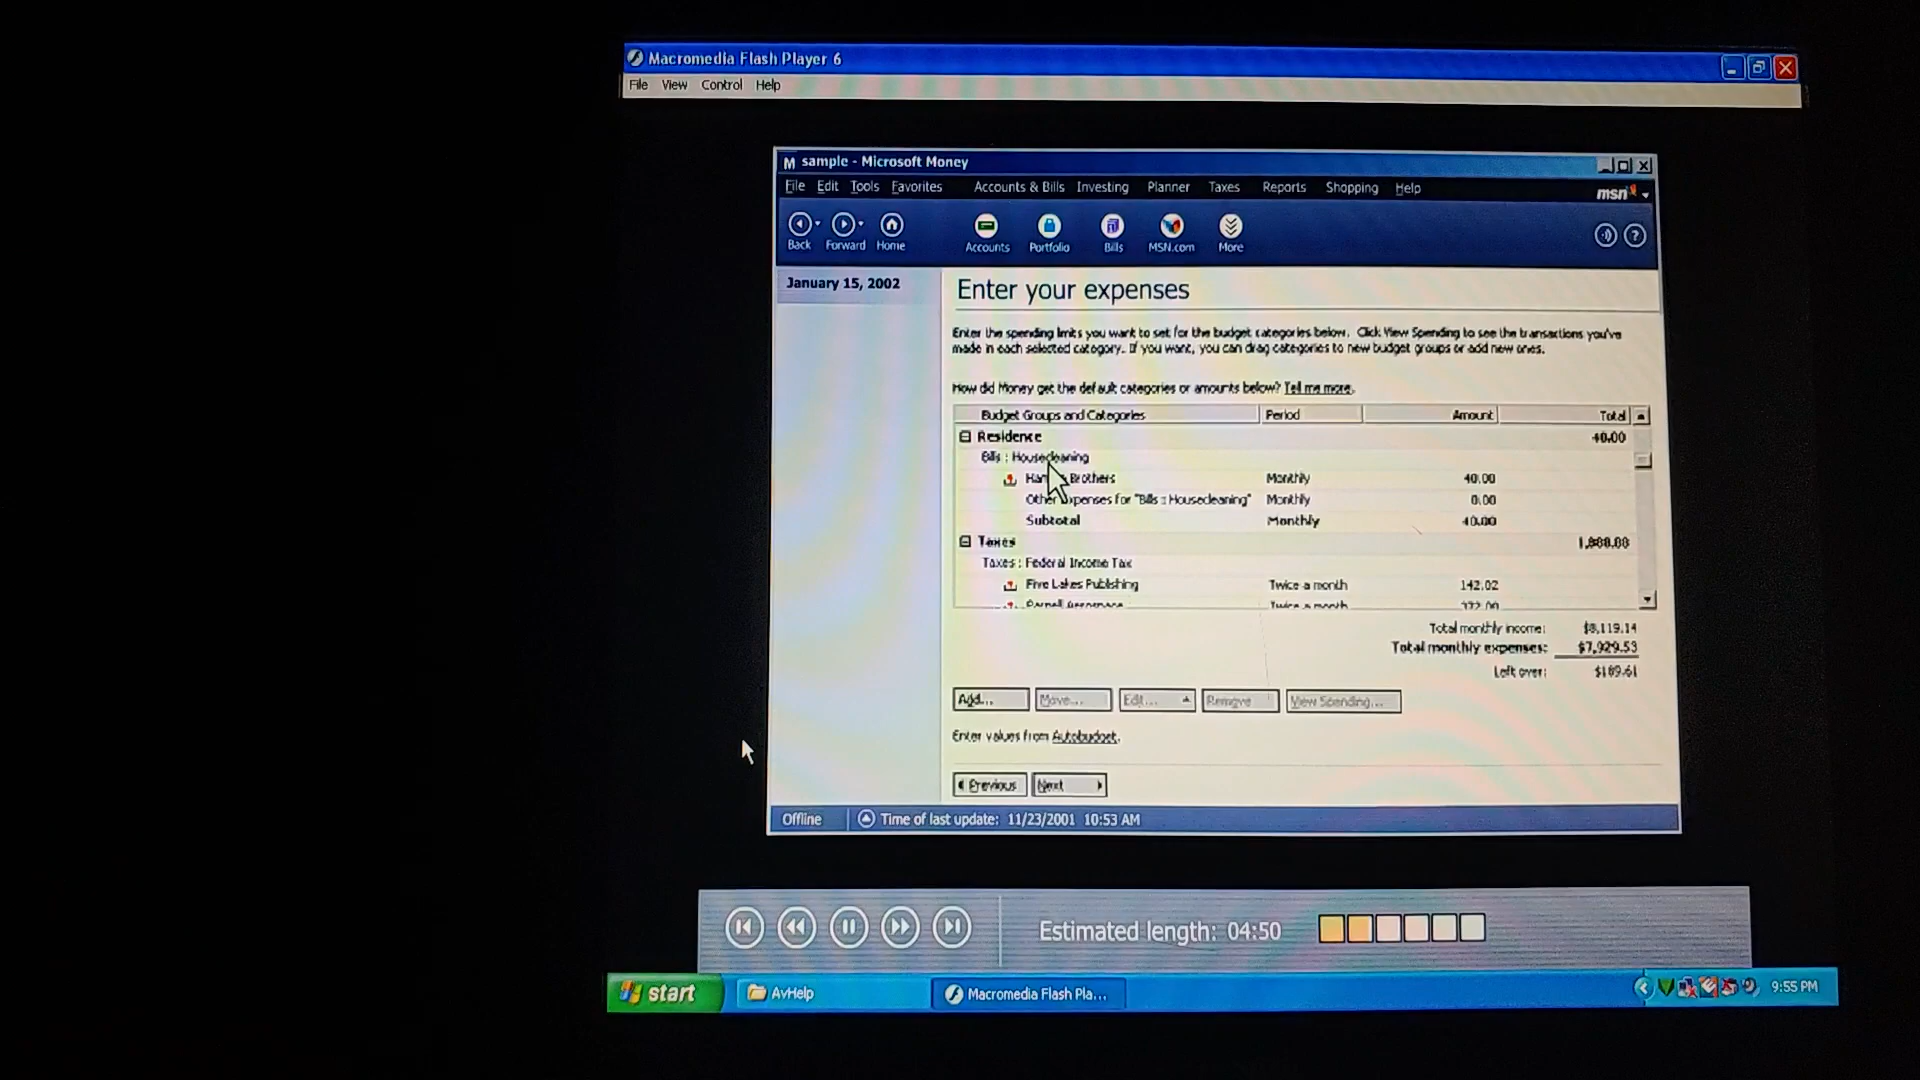 Macromedia Flash Player 6
File View Control Help
sample - Microsoft Money
File Edit Tools Favorites Accounts & Bills Investing Planner Taxes Reports Shopping Help
msn
Back Forward Home Accounts Portfolio Bills MSN.com More
January 15, 2002
Enter your expenses
Enter the spending limits you want to set for the budget categories below. Click View Spending to see the transactions you've
made in each selected category. If you want, you can drag categories to new budget groups or add new ones.
How did Money get the default categories or amounts below? Tell me more.
Budget Groups and Categories Period Amount Total
Residence 40.00
Bills : Housecleaning
Brothers Monthly 40.00
Other Expenses for "Bills : Housecleaning" Monthly 0.00
Subtotal Monthly 40.00
Taxes
Taxes : Federal Income Tax
Five Lakes Publishing Twice a month 142.02
Twice a month
Total monthly income: $8,119.14
Total monthly expenses: $7,929.53
Left over: $189.61
Add... Move... Edit... Remove View Spending...
Enter values from Autobudget.
Previous Next
Offline Time of last update: 11/23/2001 10:53 AM
Estimated length: 04:50
start AvHelp Macromedia Flash Pla... 9:55 PM